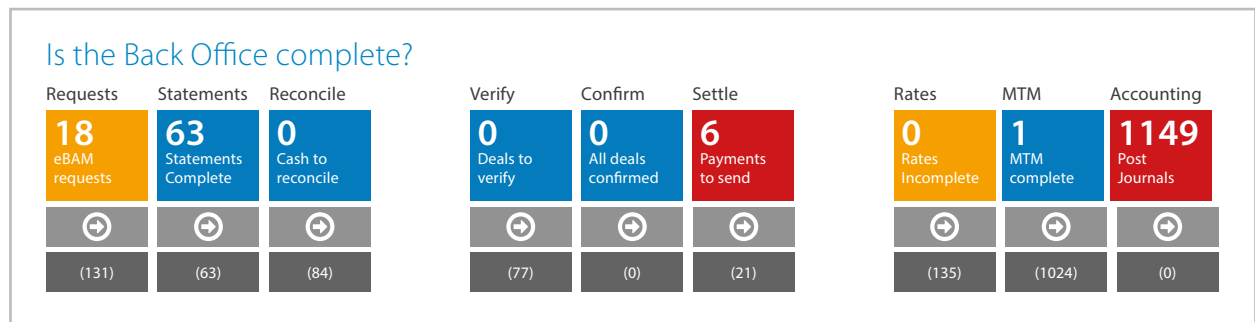 Is the Back Office complete?
Requests Statements Reconcile Verify Confirm Settle Rates MTM Accounting
18 63 0 0 0 6 0 1 1149
eBAM Statements Cash to Deals to All deals Payments Rates MTM Post
requests Complete reconcile verify confirmed to send Incomplete complete Journals
(131) (63) (84) (77) (0) (21) (135) (1024) (0)